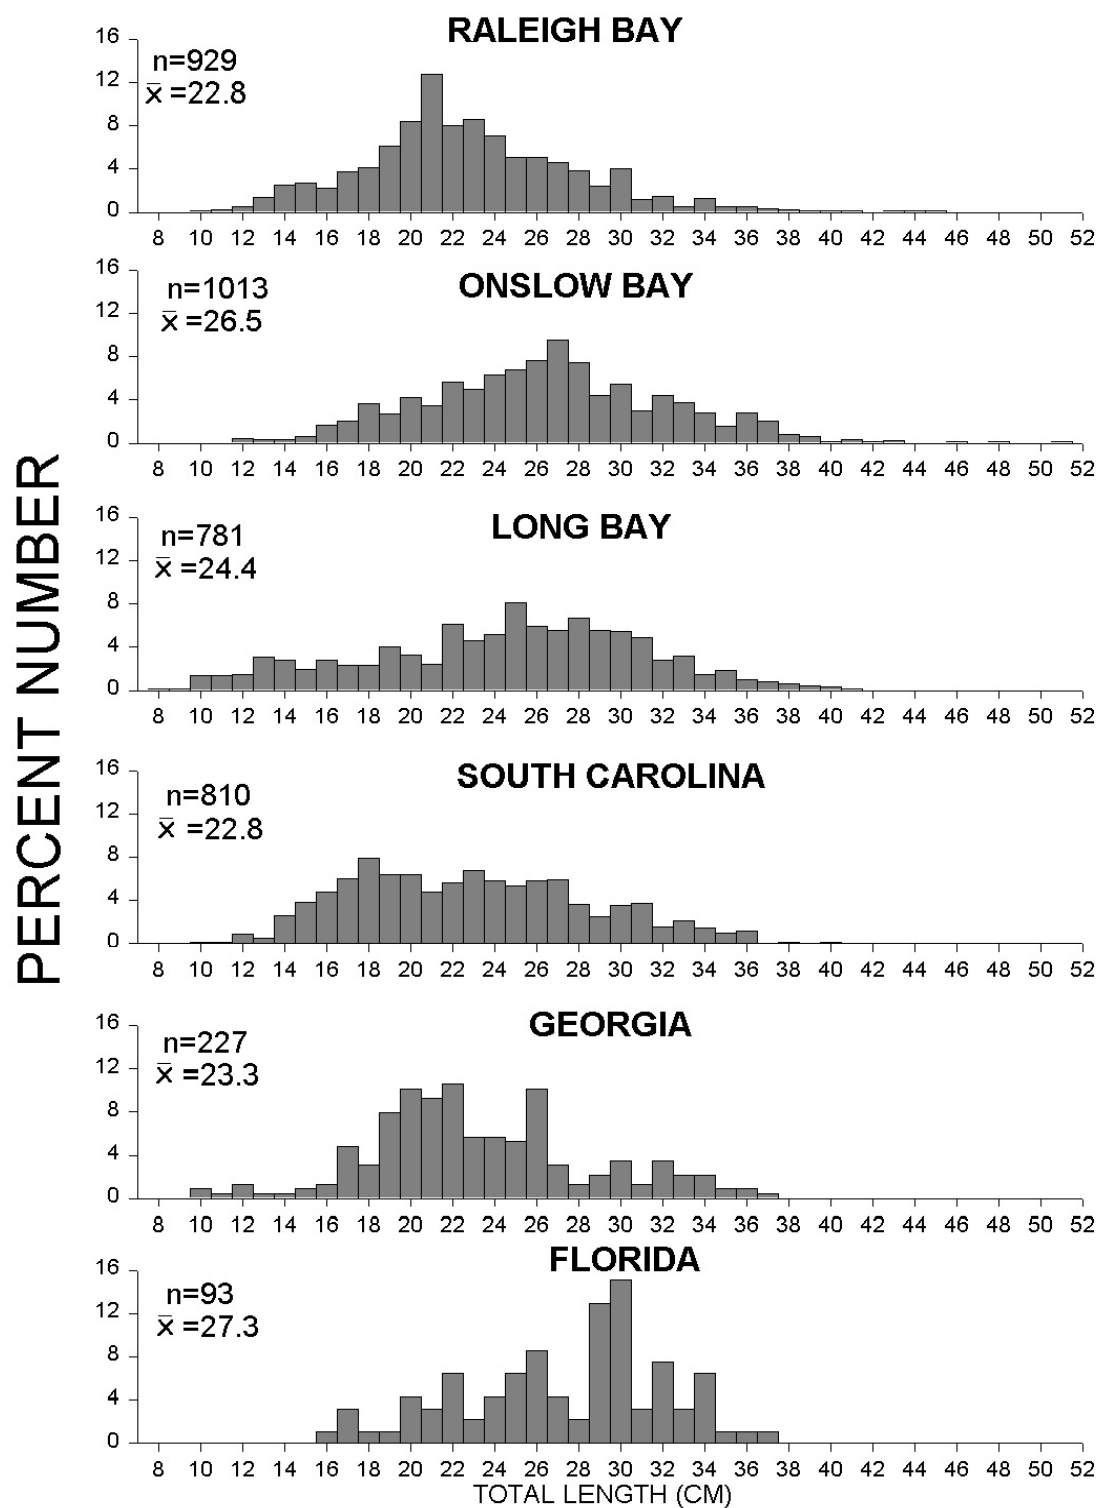 PERCENT NUMBER
RALEIGH BAY
n=929
x̄ =22.8
16
12
8
4
0
8 10 12 14 16 18 20 22 24 26 28 30 32 34 36 38 40 42 44 46 48 50 52
ONSLOW BAY
n=1013
x̄ =26.5
16
12
8
4
0
8 10 12 14 16 18 20 22 24 26 28 30 32 34 36 38 40 42 44 46 48 50 52
LONG BAY
n=781
x̄ =24.4
16
12
8
4
0
8 10 12 14 16 18 20 22 24 26 28 30 32 34 36 38 40 42 44 46 48 50 52
SOUTH CAROLINA
n=810
x̄ =22.8
16
12
8
4
0
8 10 12 14 16 18 20 22 24 26 28 30 32 34 36 38 40 42 44 46 48 50 52
GEORGIA
n=227
x̄ =23.3
16
12
8
4
0
8 10 12 14 16 18 20 22 24 26 28 30 32 34 36 38 40 42 44 46 48 50 52
FLORIDA
n=93
x̄ =27.3
16
12
8
4
0
8 10 12 14 16 18 20 22 24 26 28 30 32 34 36 38 40 42 44 46 48 50 52
TOTAL LENGTH (CM)